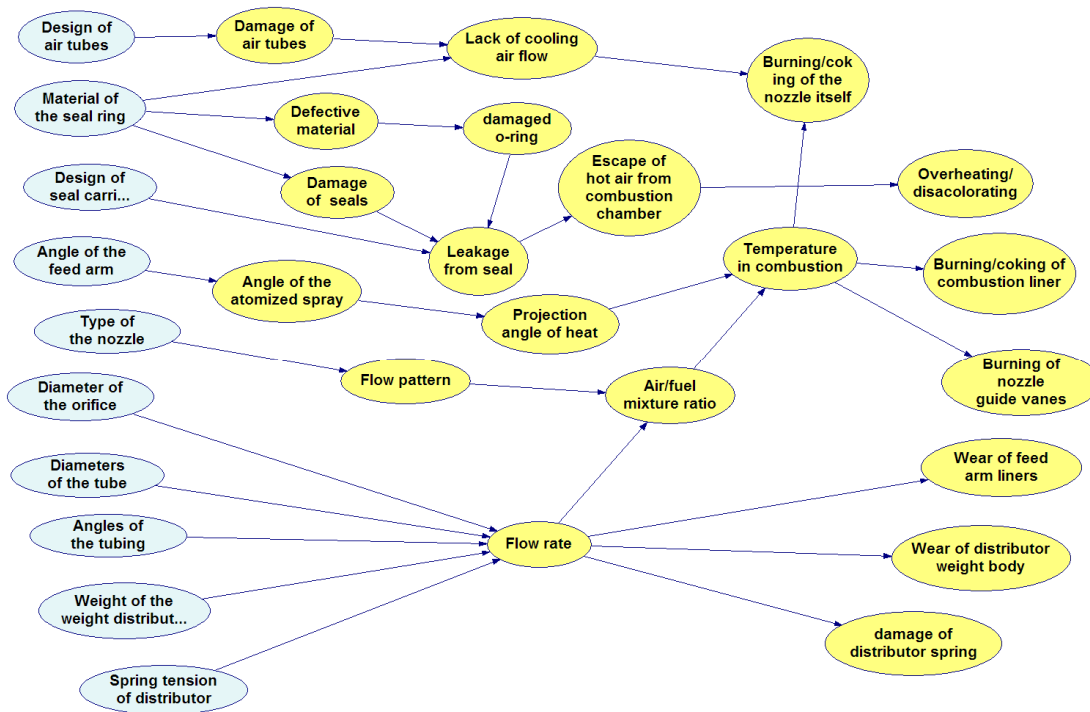 Design of
air tubes
Damage of
air tubes
Lack of cooling
air flow
Burning/cok
ing of the
nozzle itself
Material of
the seal ring
Defective
material
damaged
o-ring
Escape of
hot air from
combustion
chamber
Overheating/
disacolorating
Design of
seal carri...
Damage
of seals
Leakage
from seal
Temperature
in combustion
Burning/coking of
combustion liner
Angle of the
feed arm
Angle of the
atomized spray
Projection
angle of heat
Type of
the nozzle
Flow pattern
Air/fuel
mixture ratio
Burning of
nozzle
guide vanes
Diameter of
the orifice
Diameters
of the tube
Wear of feed
arm liners
Angles of
the tubing
Flow rate
Wear of distributor
weight body
Weight of the
weight distribut...
damage of
distributor spring
Spring tension
of distributor